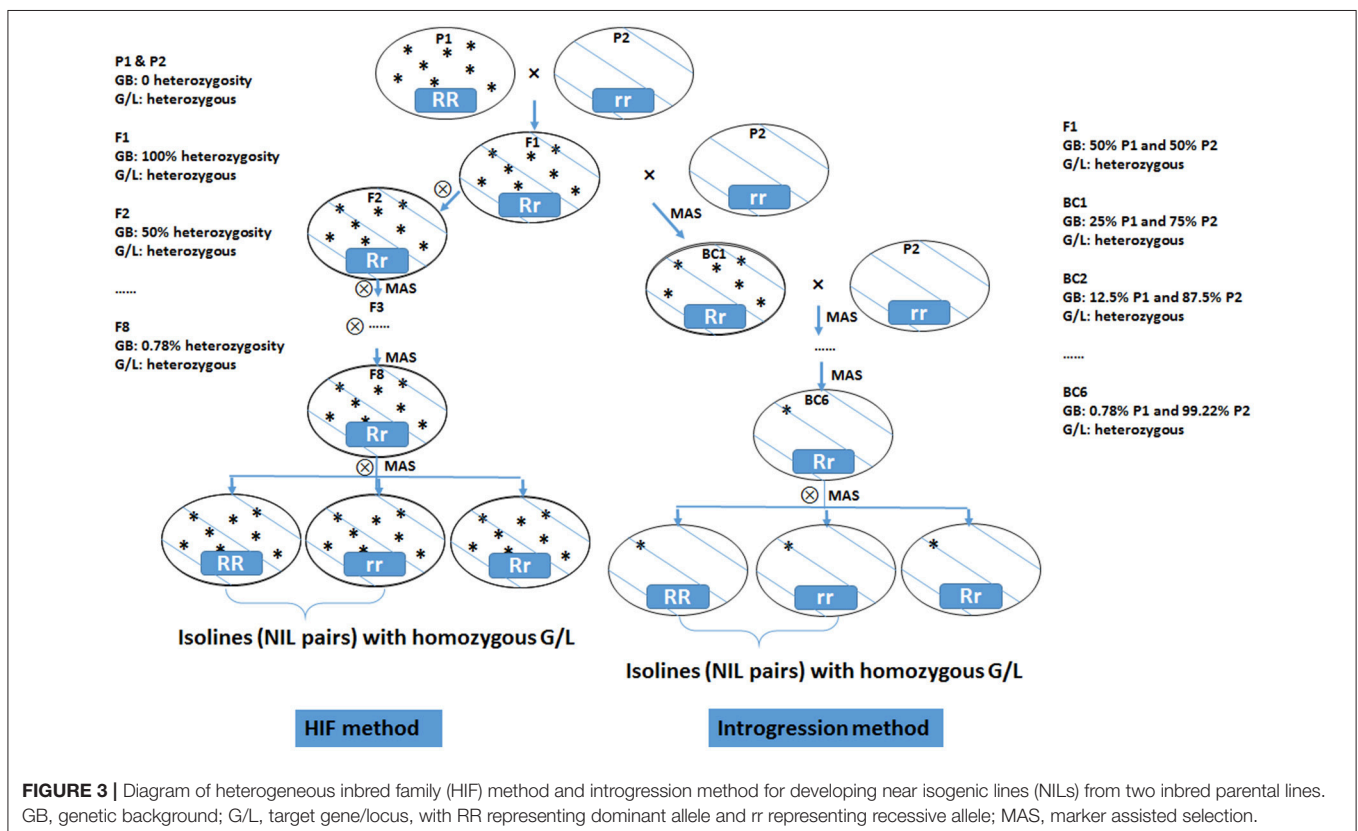 P1 & P2
GB: 0 heterozygosity
G/L: heterozygous
F1
GB: 100% heterozygosity
G/L: heterozygous
F2
GB: 50% heterozygosity
G/L: heterozygous
......
F8
GB: 0.78% heterozygosity
G/L: heterozygous
P1
* * * * * * * *
RR
×
P2
rr
F1
Rr
×
P2
rr
⊗
F2
Rr
⊗ MAS
F3
⊗ ......
MAS
F8
Rr
⊗ MAS
RR
rr
Rr
Isolines (NIL pairs) with homozygous G/L
HIF method
MAS
BC1
Rr
×
P2
rr
MAS
......
MAS
BC6
*
Rr
⊗ MAS
*
RR
*
rr
*
Rr
Isolines (NIL pairs) with homozygous G/L
Introgression method
F1
GB: 50% P1 and 50% P2
G/L: heterozygous
BC1
GB: 25% P1 and 75% P2
G/L: heterozygous
BC2
GB: 12.5% P1 and 87.5% P2
G/L: heterozygous
......
BC6
GB: 0.78% P1 and 99.22% P2
G/L: heterozygous
FIGURE 3 | Diagram of heterogeneous inbred family (HIF) method and introgression method for developing near isogenic lines (NILs) from two inbred parental lines.
GB, genetic background; G/L, target gene/locus, with RR representing dominant allele and rr representing recessive allele; MAS, marker assisted selection.